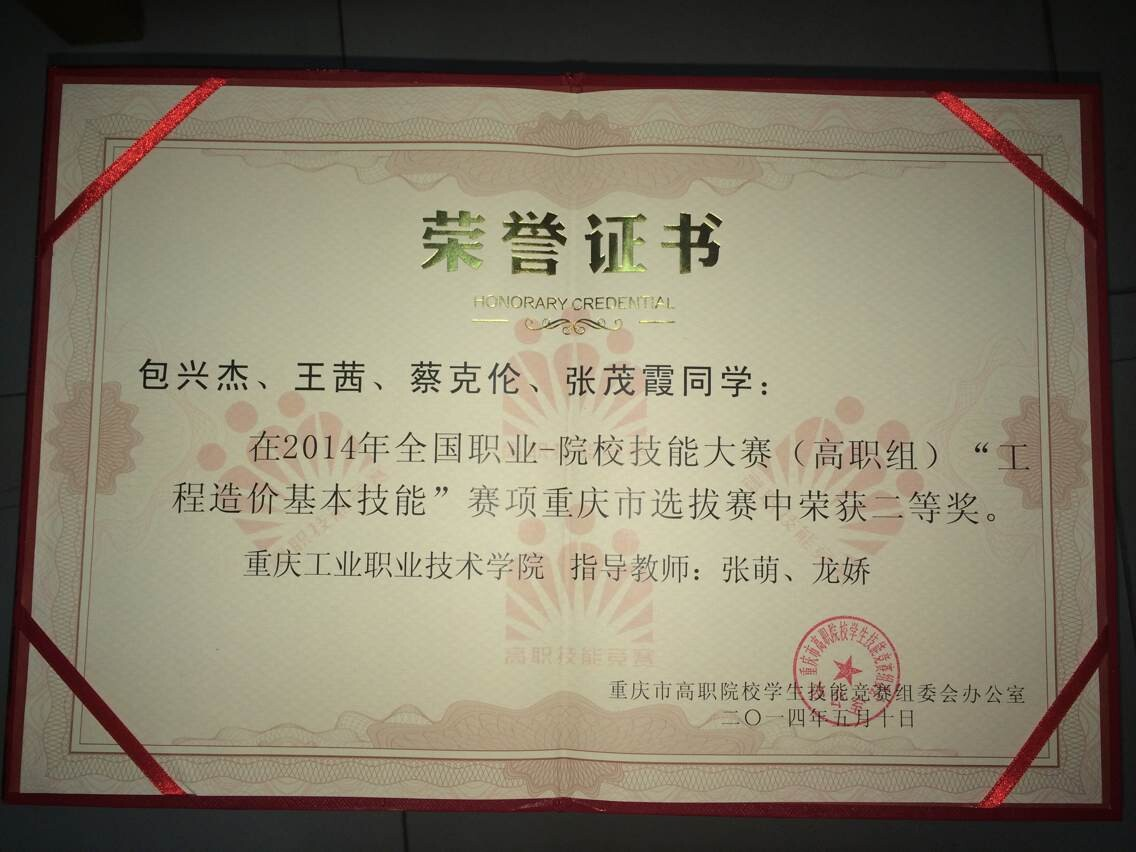 荣誉证书
HONORARY CREDENTIAL
包兴杰、王茜、蔡克伦、张茂霞同学：
在2014年全国职业-院校技能大赛（高职组）“工
程造价基本技能”赛项重庆市选拔赛中荣获二等奖。
重庆工业职业技术学院 指导教师：张萌、龙娇
高职技能竞赛
重庆市高职院校学生技能竞赛组委会办公室
二〇一四年五月十日